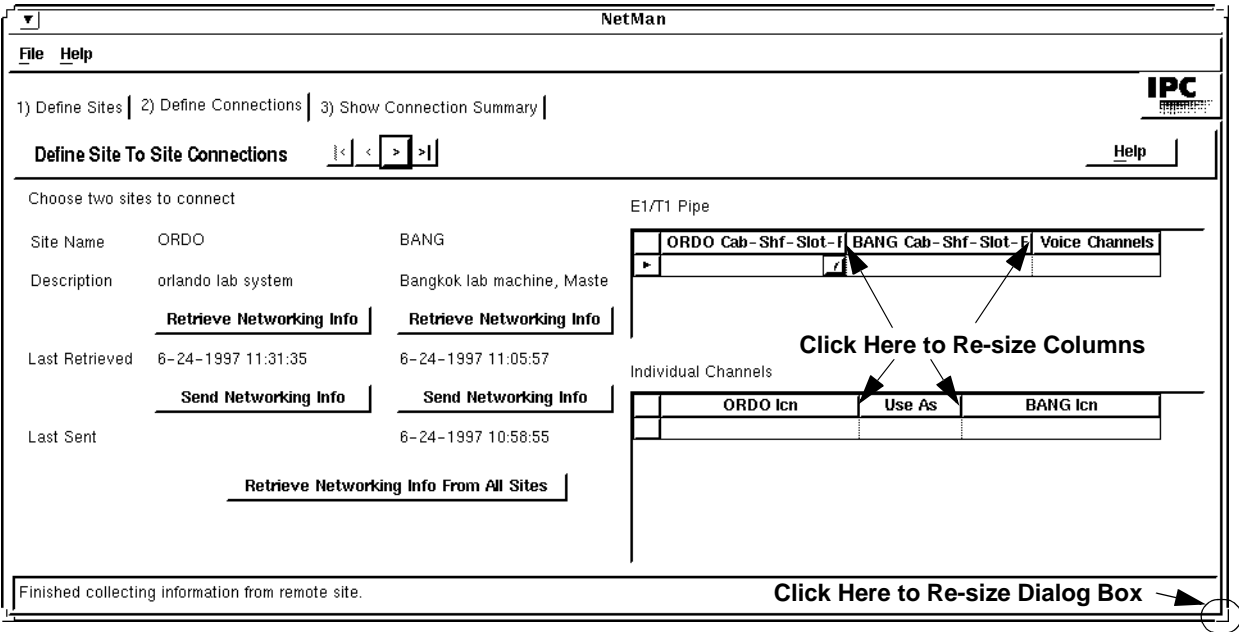 NetMan
File Help
1) Define Sites 2) Define Connections 3) Show Connection Summary
IPC
Define Site To Site Connections |< < > >| Help
Choose two sites to connect
Site Name ORDO BANG
Description orlando lab system Bangkok lab machine, Maste
Retrieve Networking Info Retrieve Networking Info
Last Retrieved 6-24-1997 11:31:35 6-24-1997 11:05:57
Send Networking Info Send Networking Info
Last Sent 6-24-1997 10:58:55
Retrieve Networking Info From All Sites
E1/T1 Pipe
ORDO Cab-Shf-Slot- BANG Cab-Shf-Slot- Voice Channels
Click Here to Re-size Columns
Individual Channels
ORDO Icn Use As BANG Icn
Finished collecting information from remote site.
Click Here to Re-size Dialog Box